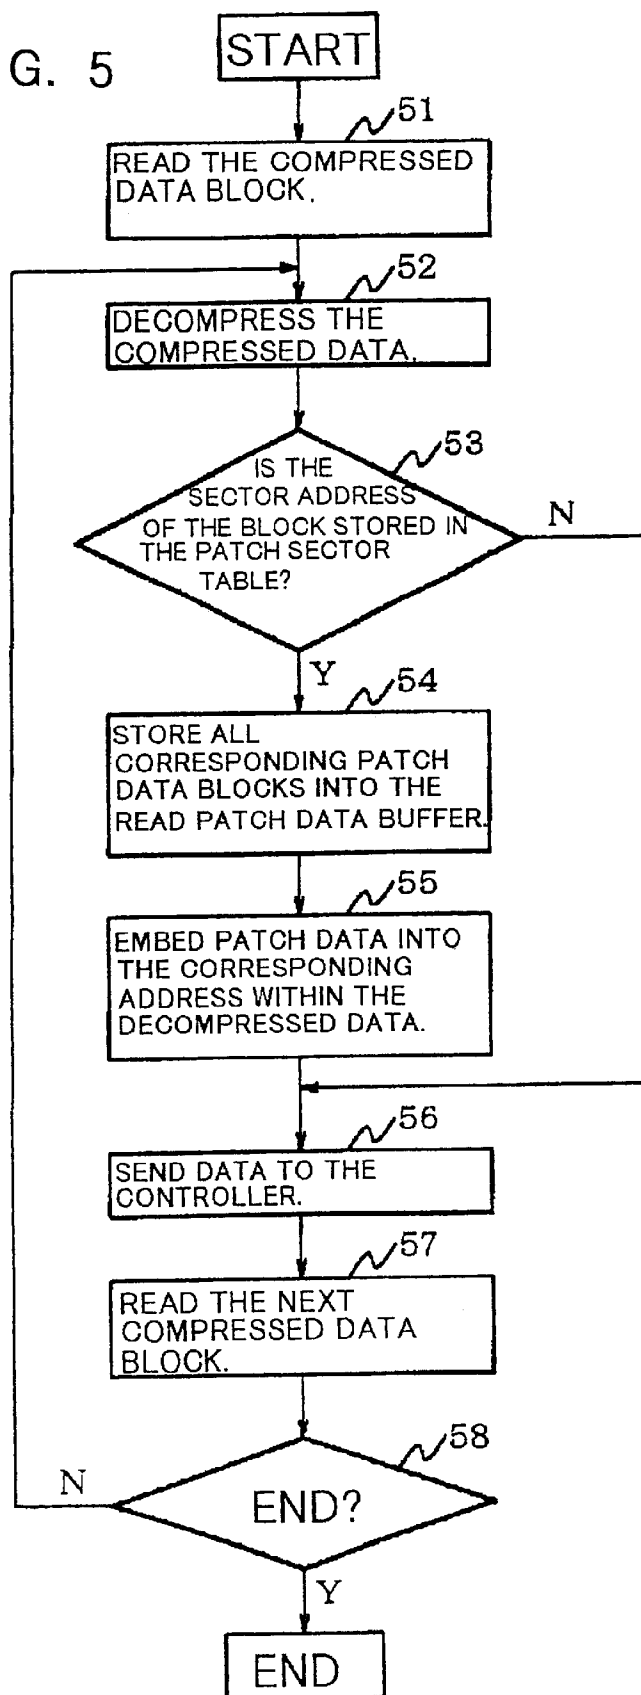 G. 5
START
51
READ THE COMPRESSED
DATA BLOCK.
52
DECOMPRESS THE
COMPRESSED DATA.
53
IS THE
SECTOR ADDRESS
OF THE BLOCK STORED IN
THE PATCH SECTOR
TABLE?
N
Y
54
STORE ALL
CORRESPONDING PATCH
DATA BLOCKS INTO THE
READ PATCH DATA BUFFER.
55
EMBED PATCH DATA INTO
THE CORRESPONDING
ADDRESS WITHIN THE
DECOMPRESSED DATA.
56
SEND DATA TO THE
CONTROLLER.
57
READ THE NEXT
COMPRESSED DATA
BLOCK.
58
N
END?
Y
END